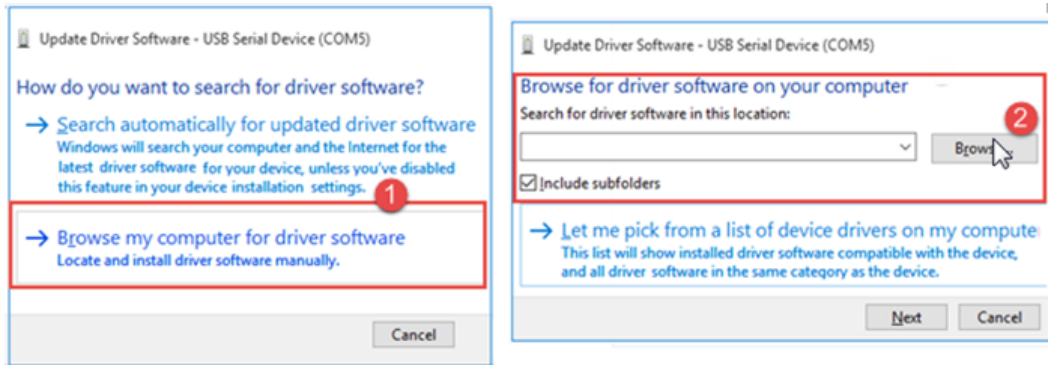 Update Driver Software - USB Serial Device (COM5)
How do you want to search for driver software?
→ Search automatically for updated driver software
Windows will search your computer and the Internet for the
latest driver software for your device, unless you've disabled
this feature in your device installation settings.
1
→ Browse my computer for driver software
Locate and install driver software manually.
Cancel
Update Driver Software - USB Serial Device (COM5)
Browse for driver software on your computer
Search for driver software in this location:
2
Browse...
Include subfolders
→ Let me pick from a list of device drivers on my compute
This list will show installed driver software compatible with the device,
and all driver software in the same category as the device.
Next
Cancel